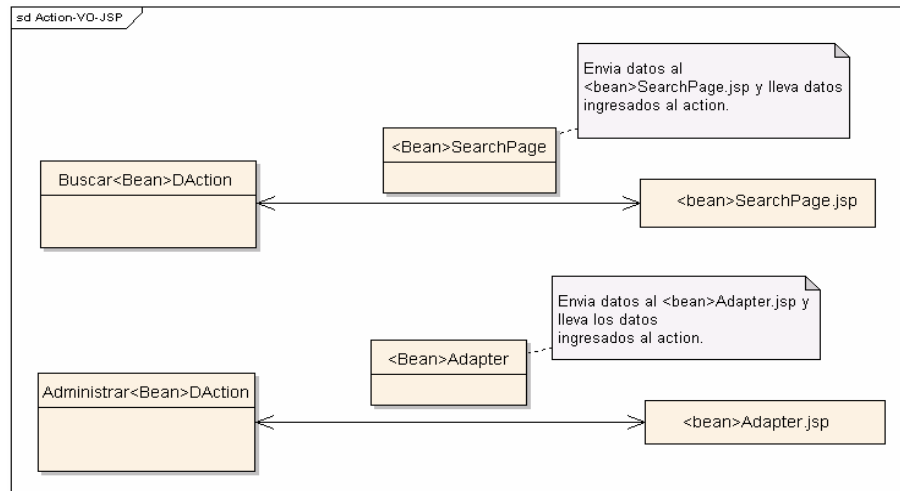 sd Action-VO-JSP
Envia datos al
<bean>SearchPage.jsp y lleva datos
ingresados al action.
<Bean>SearchPage
Buscar<Bean>DAction
<bean>SearchPage.jsp
Envia datos al <bean>Adapter.jsp y
lleva los datos
ingresados al action.
<Bean>Adapter
Administrar<Bean>DAction
<bean>Adapter.jsp